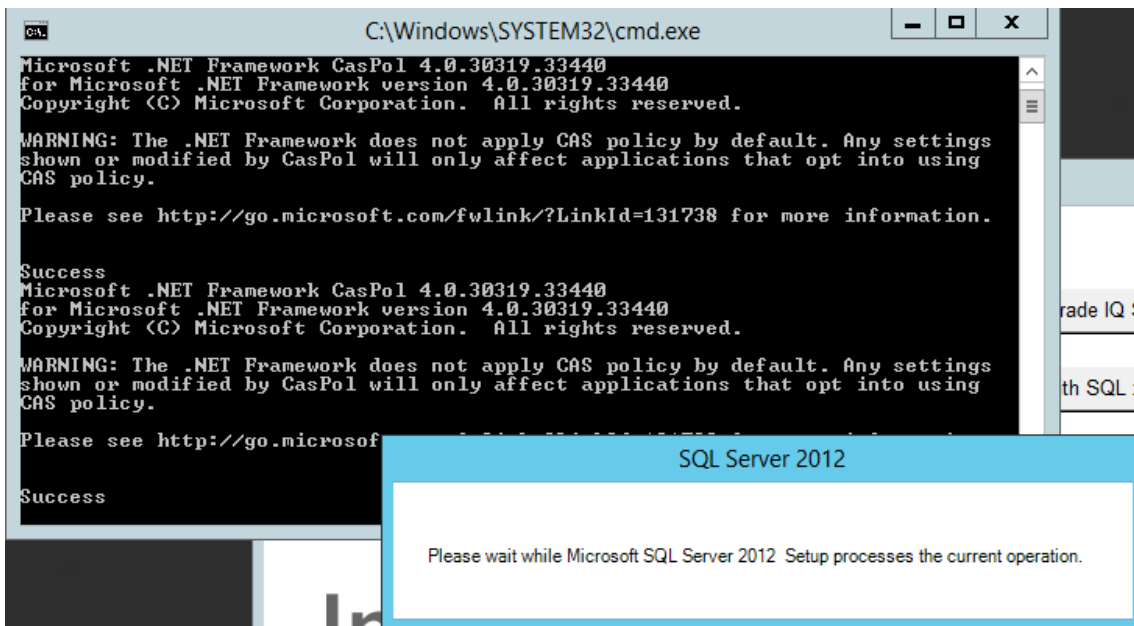 C:\Windows\SYSTEM32\cmd.exe
Microsoft .NET Framework CasPol 4.0.30319.33440
for Microsoft .NET Framework version 4.0.30319.33440
Copyright (C) Microsoft Corporation.  All rights reserved.
WARNING: The .NET Framework does not apply CAS policy by default. Any settings
shown or modified by CasPol will only affect applications that opt into using
CAS policy.
Please see http://go.microsoft.com/fwlink/?LinkId=131738 for more information.
Success
Microsoft .NET Framework CasPol 4.0.30319.33440
for Microsoft .NET Framework version 4.0.30319.33440
Copyright (C) Microsoft Corporation.  All rights reserved.
WARNING: The .NET Framework does not apply CAS policy by default. Any settings
shown or modified by CasPol will only affect applications that opt into using
CAS policy.
Please see http://go.microsof
Success
rade IQ
th SQL
SQL Server 2012
Please wait while Microsoft SQL Server 2012  Setup processes the current operation.